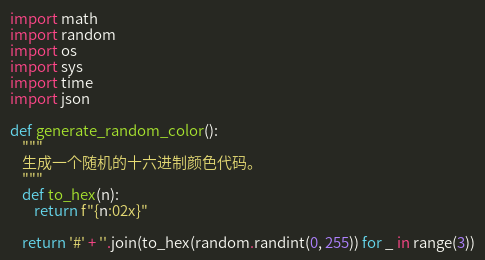 import math
import random
import os
import sys
import time
import json

def generate_random_color():
    """
    生成一个随机的十六进制颜色代码。
    """
    def to_hex(n):
        return f"{n:02x}"

    return '#' + ''.join(to_hex(random.randint(0, 255)) for _ in range(3))